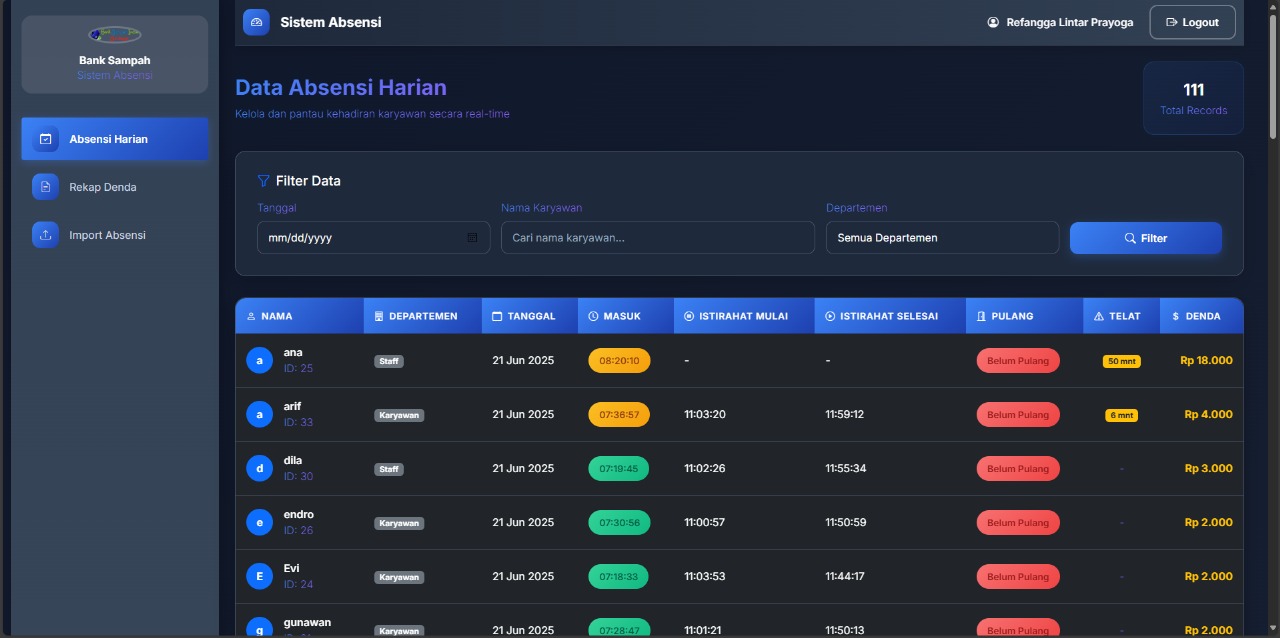 Bank Sampah
Sistem Absensi
Absensi Harian
Rekap Denda
Import Absensi
Sistem Absensi
Refangga Lintar Prayoga
Logout
Data Absensi Harian
Kelola dan pantau kehadiran karyawan secara real-time
111
Total Records
Filter Data
Tanggal
Nama Karyawan
Departemen
mm/dd/yyyy
Cari nama karyawan...
Semua Departemen
Filter
NAMA DEPARTEMEN TANGGAL MASUK ISTIRAHAT MULAI ISTIRAHAT SELESAI PULANG TELAT $ DENDA
a ana Staff 21 Jun 2025 08:20:10 - - Belum Pulang 50 mnt Rp 18.000
ID: 25
a arif Karyawan 21 Jun 2025 07:36:57 11:03:20 11:59:12 Belum Pulang 6 mnt Rp 4.000
ID: 33
d dila Staff 21 Jun 2025 07:19:45 11:02:26 11:55:34 Belum Pulang - Rp 3.000
ID: 30
e endro Karyawan 21 Jun 2025 07:30:56 11:00:57 11:50:59 Belum Pulang - Rp 2.000
ID: 26
E Evi Karyawan 21 Jun 2025 07:18:33 11:03:53 11:44:17 Belum Pulang - Rp 2.000
ID: 24
g gunawan Karyawan 21 Jun 2025 07:28:47 11:01:21 11:50:13 Belum Pulang - Rp 2.000